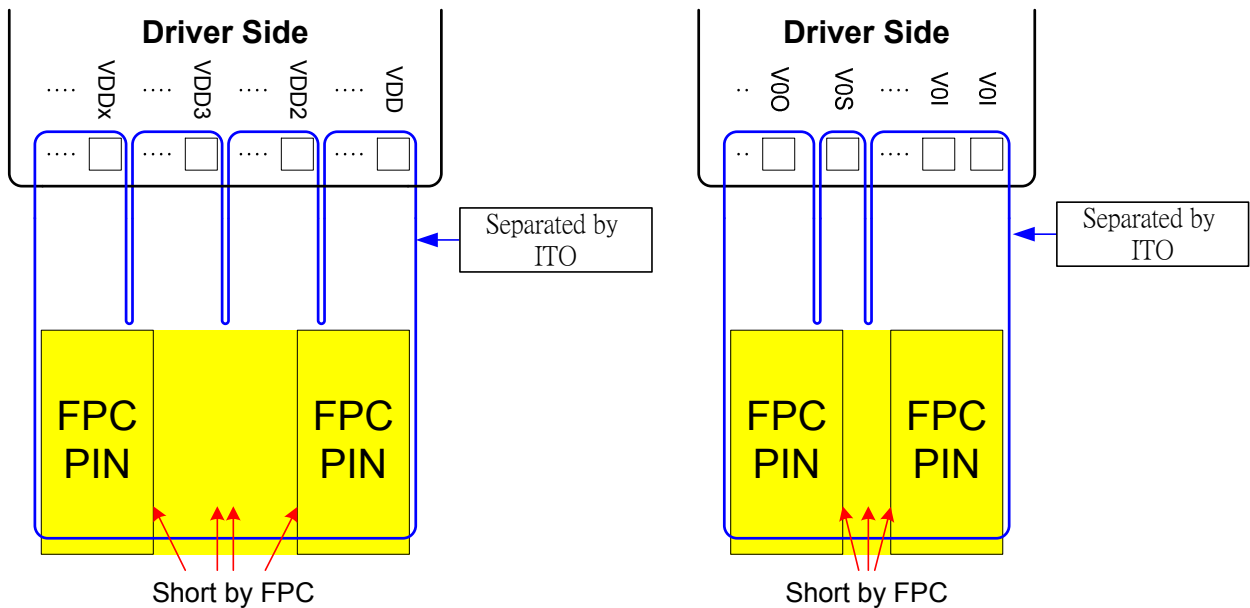 Driver Side
.... VDDx .... VDD3 .... VDD2 .... VDD
.... .... .... ....
Separated by
ITO
FPC
PIN
FPC
PIN
Short by FPC
Driver Side
.. V0O V0S .... V0I V0I
.. ....
Separated by
ITO
FPC
PIN
FPC
PIN
Short by FPC